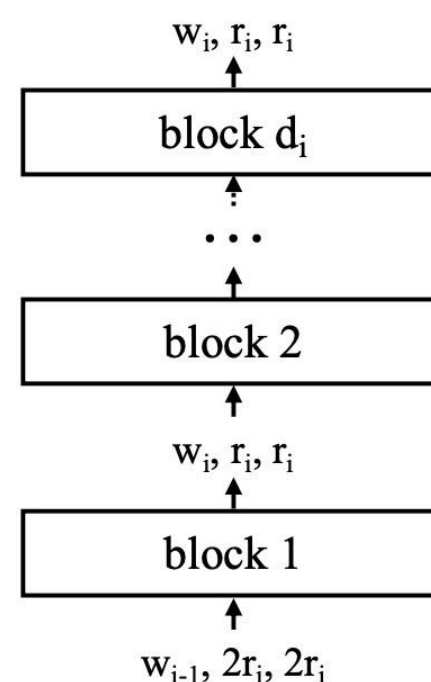 wᵢ, rᵢ, rᵢ
block dᵢ
...
block 2
wᵢ, rᵢ, rᵢ
block 1
wᵢ₋₁, 2rᵢ, 2rᵢ